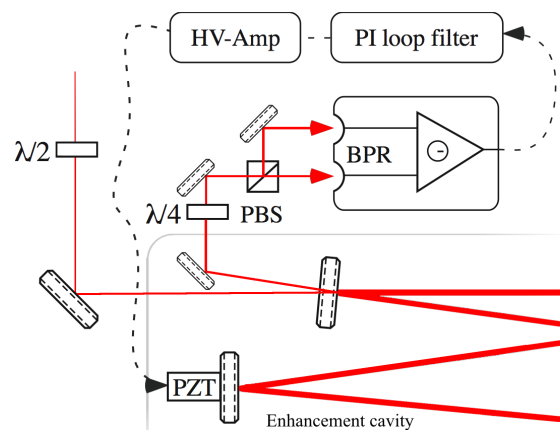 HV-Amp
PI loop filter
λ/2
BPR
-
λ/4
PBS
PZT
Enhancement cavity